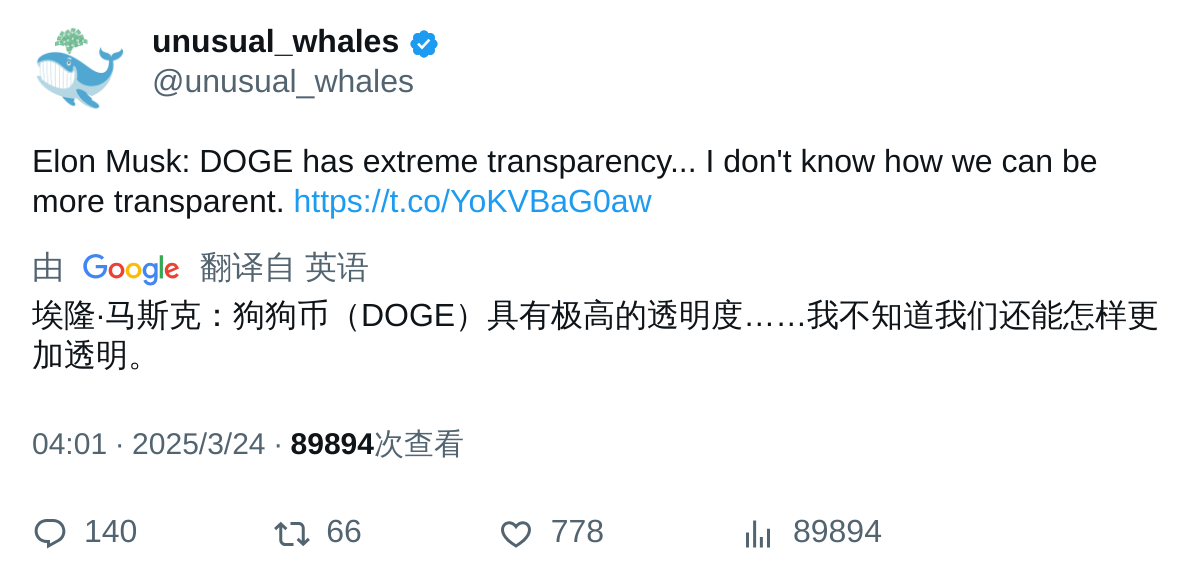 unusual_whales
@unusual_whales
Elon Musk: DOGE has extreme transparency... I don't know how we can be
more transparent. https://t.co/YoKVBaG0aw
由 Google 翻译自 英语
埃隆·马斯克：狗狗币（DOGE）具有极高的透明度……我不知道我们还能怎样更
加透明。
04:01 · 2025/3/24 · 89894次查看
140 66 778 89894